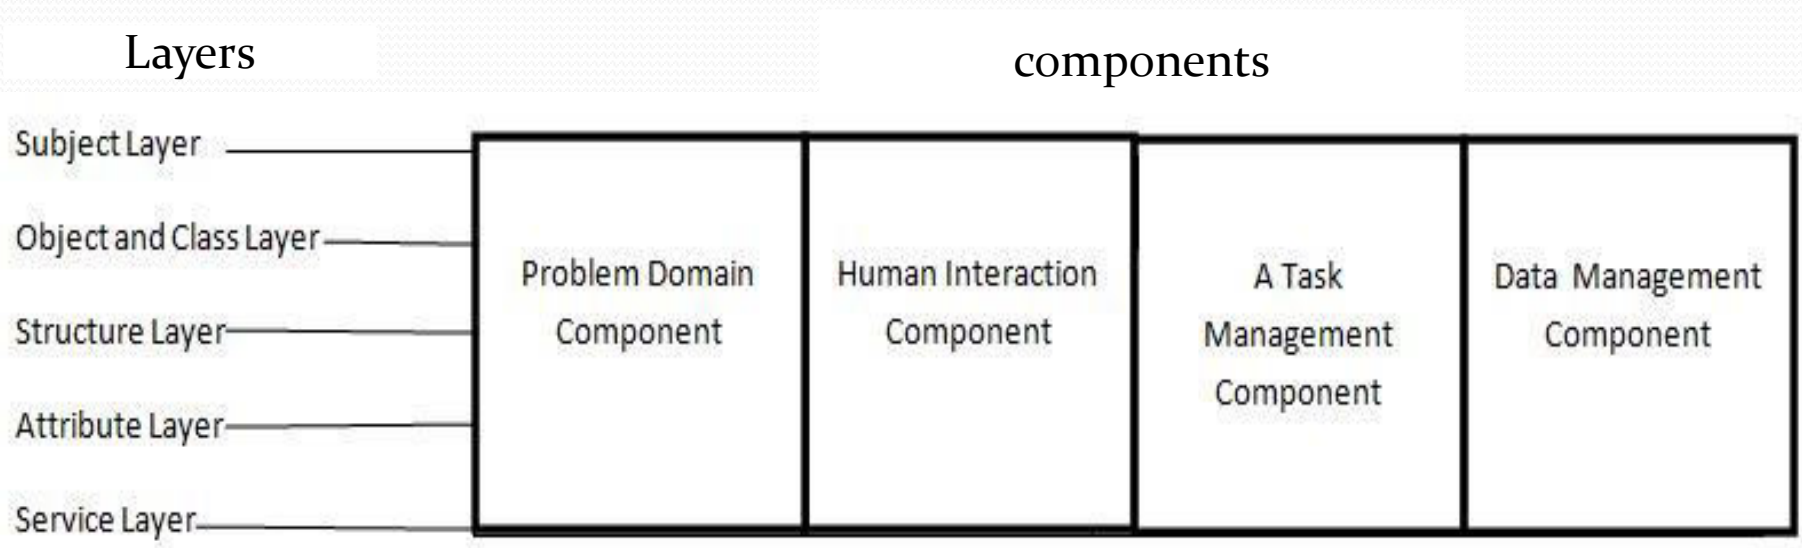 Layers
components
Subject Layer
Object and Class Layer
Structure Layer
Attribute Layer
Service Layer
Problem Domain
Component
Human Interaction
Component
A Task
Management
Component
Data Management
Component